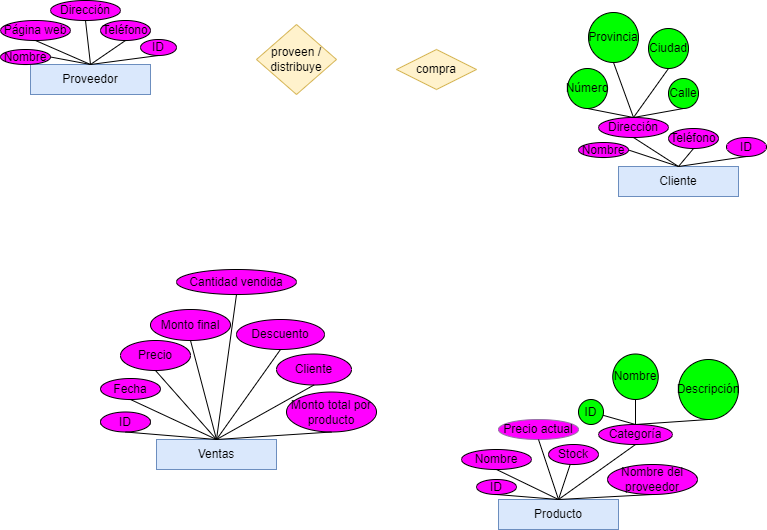 Dirección
Página web
Teléfono
Nombre
ID
Proveedor
proveen /
distribuye
compra
Provincia
Ciudad
Número
Calle
Dirección
Teléfono
Nombre
ID
Cliente
Cantidad vendida
Monto final
Descuento
Precio
Cliente
Fecha
Monto total por
producto
ID
Ventas
Nombre
Descripción
ID
Precio actual
Categoría
Nombre
Stock
Nombre del
proveedor
ID
Producto